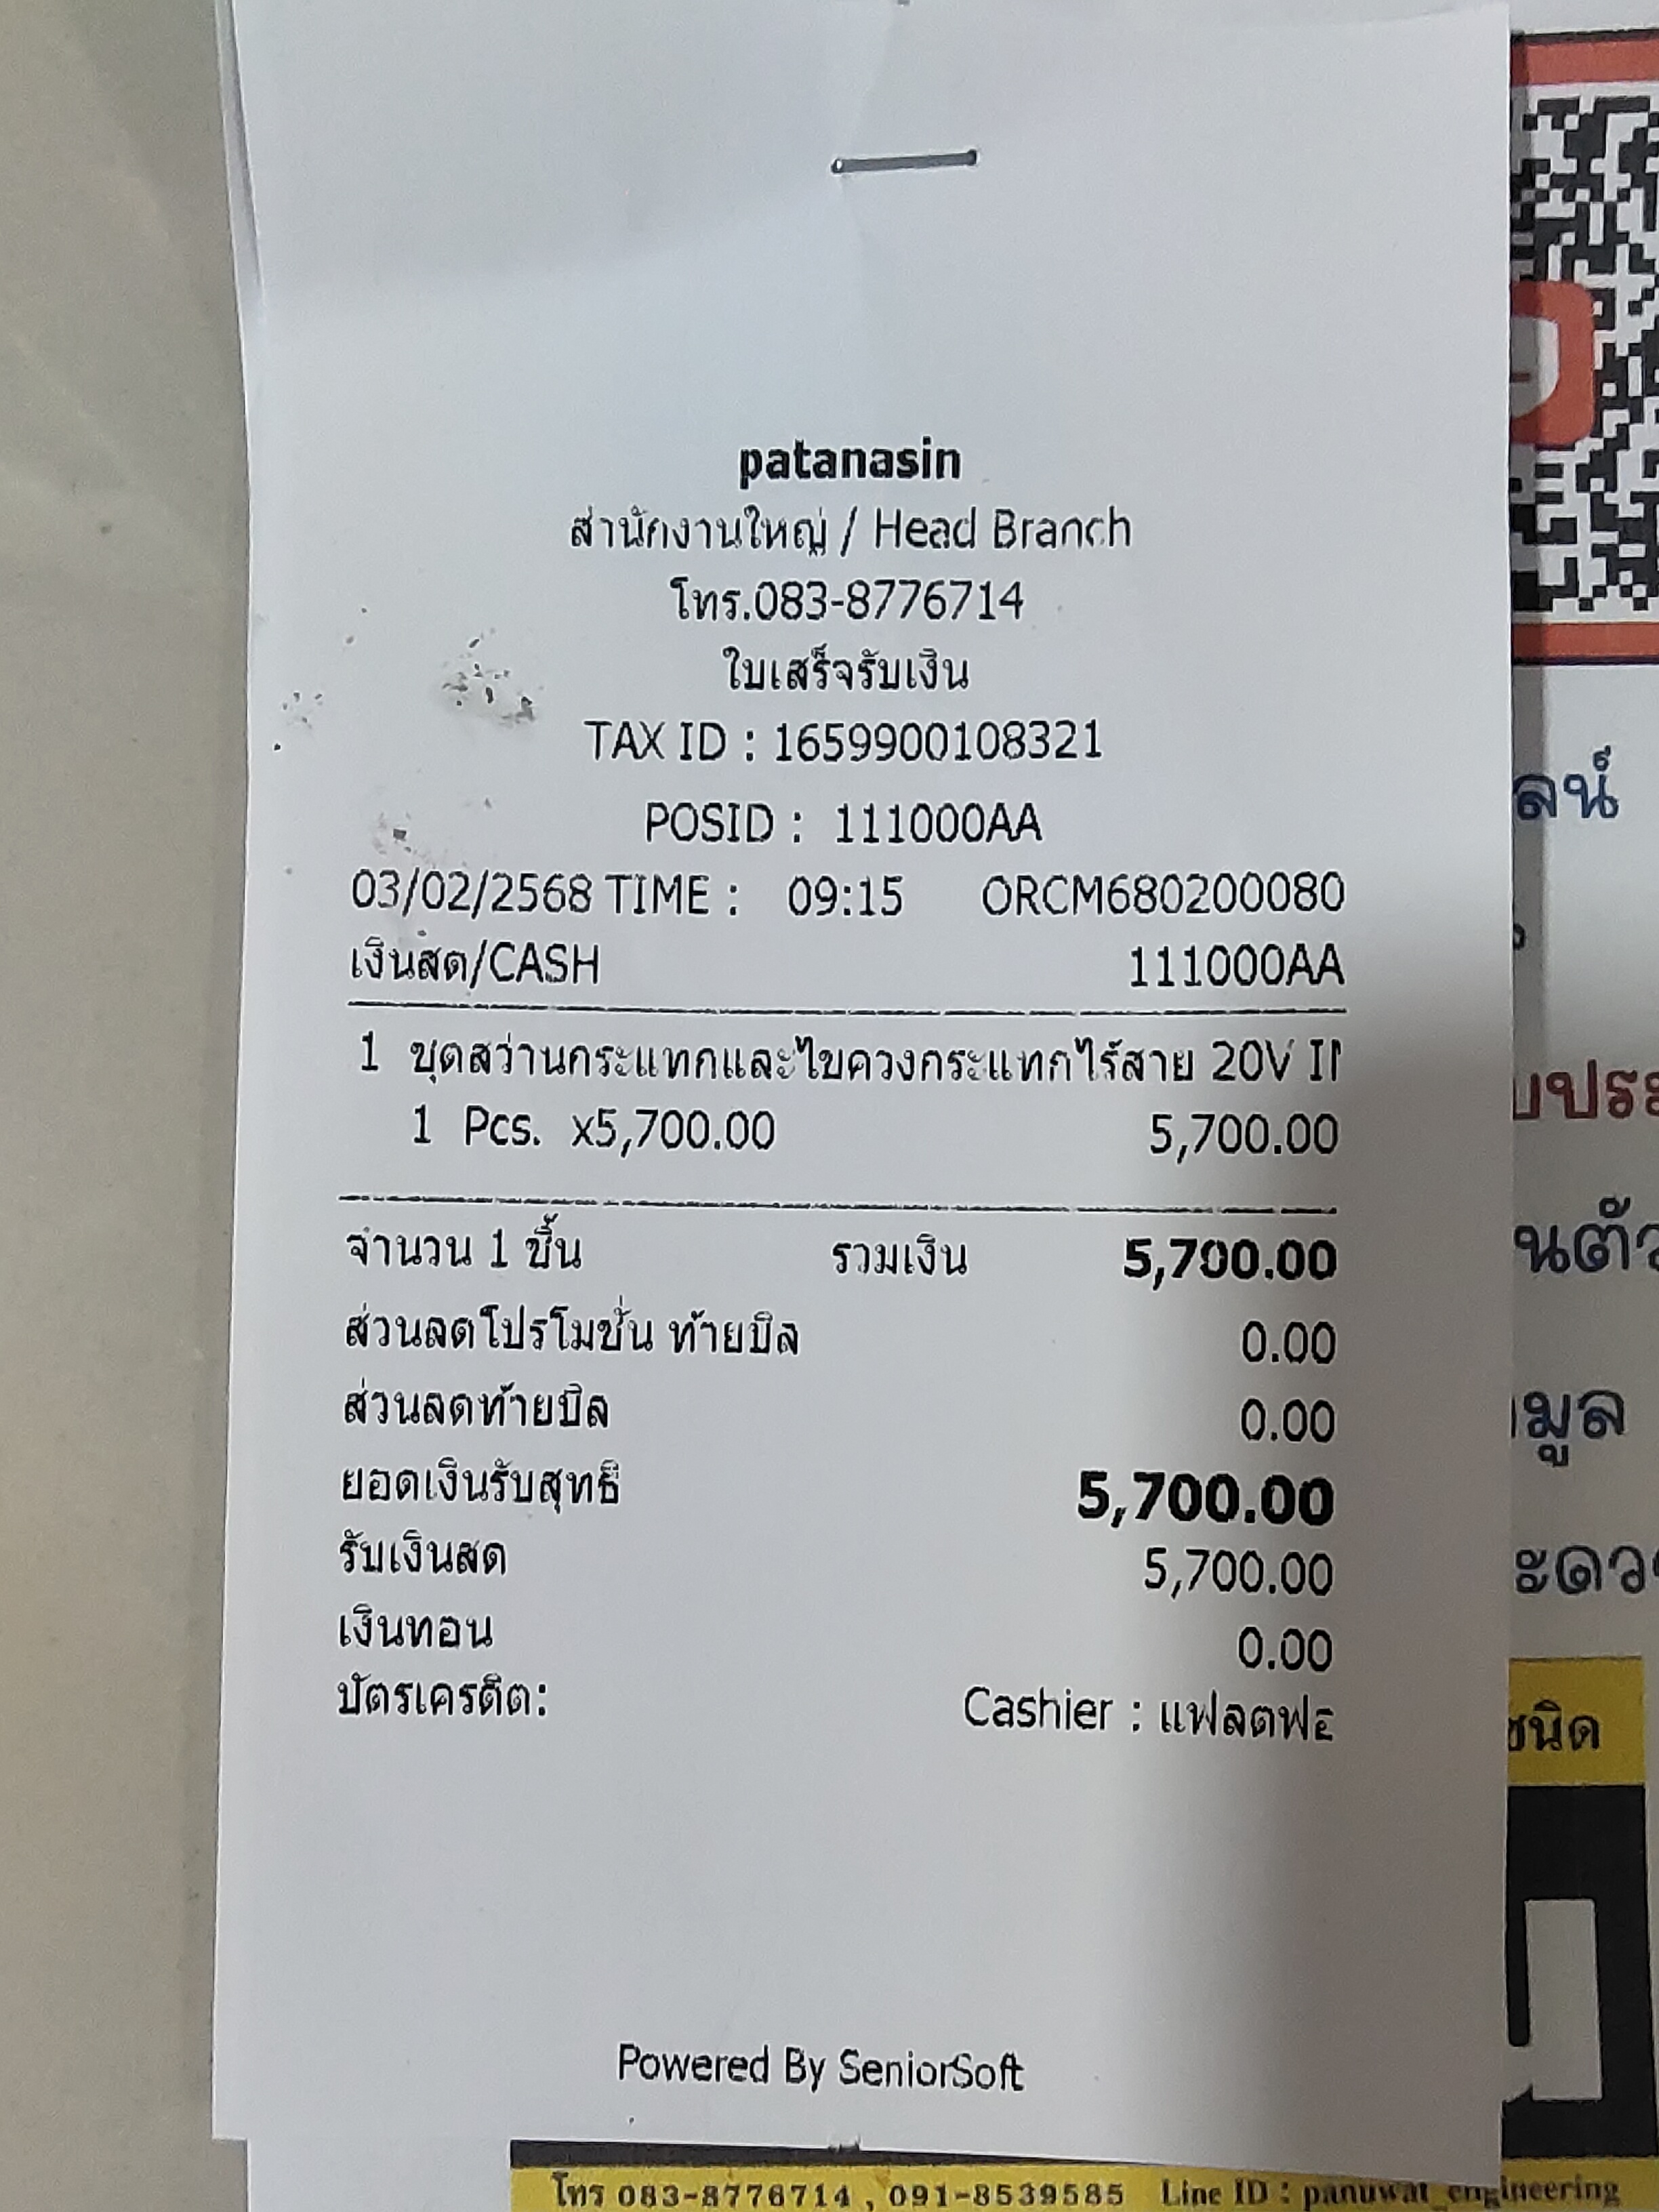 patanasin
สำนักงานใหญ่ / Head Branch
โทร.083-8776714
ใบเสร็จรับเงิน
TAX ID : 1659900108321
POSID : 111000AA
03/02/2568 TIME : 09:15 ORCM680200080
เงินสด/CASH 111000AA
1 ชุดสว่านกระแทกและไขควงกระแทกไร้สาย 20V
1 Pcs. x5,700.00 5,700.00
จำนวน 1 ชิ้น รวมเงิน 5,700.00
ส่วนลดโปรโมชั่น ท้ายบิล 0.00
ส่วนลดท้ายบิล 0.00
ยอดเงินรับสุทธิ 5,700.00
รับเงินสด 5,700.00
เงินทอน 0.00
บัตรเครดิต: Cashier :
Powered By SeniorSoft
ชนิด
โทร 083-8776714 , 091-8539585 Line ID : panuwat_engineering